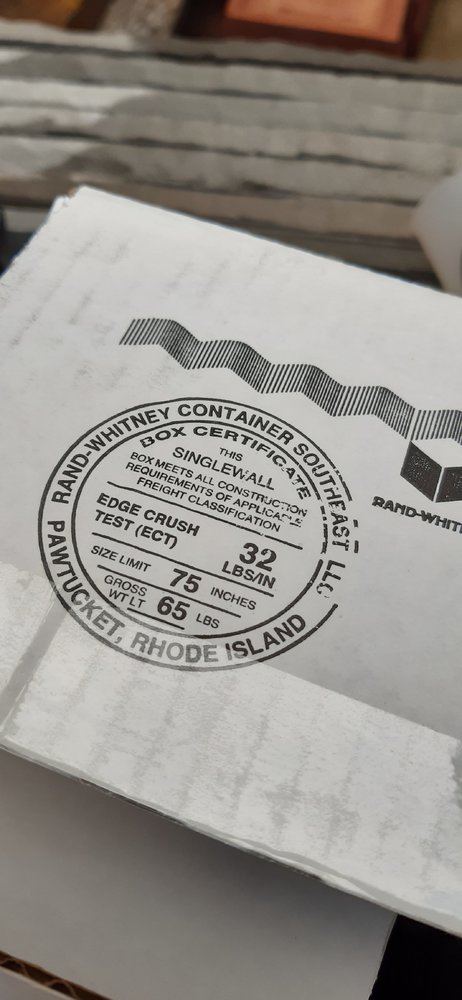 RAND-WHITNEY CONTAINER SOUTHEAST LLC
BOX CERTIFICATE
THIS
SINGLEWALL
BOX MEETS ALL CONSTRUCTION
REQUIREMENTS OF APPLICABLE
FREIGHT CLASSIFICATION
EDGE CRUSH
TEST (ECT)
32
LBS/IN
SIZE LIMIT 75 INCHES
GROSS
WT LT 65 LBS
PAWTUCKET, RHODE ISLAND
RAND-WHIT